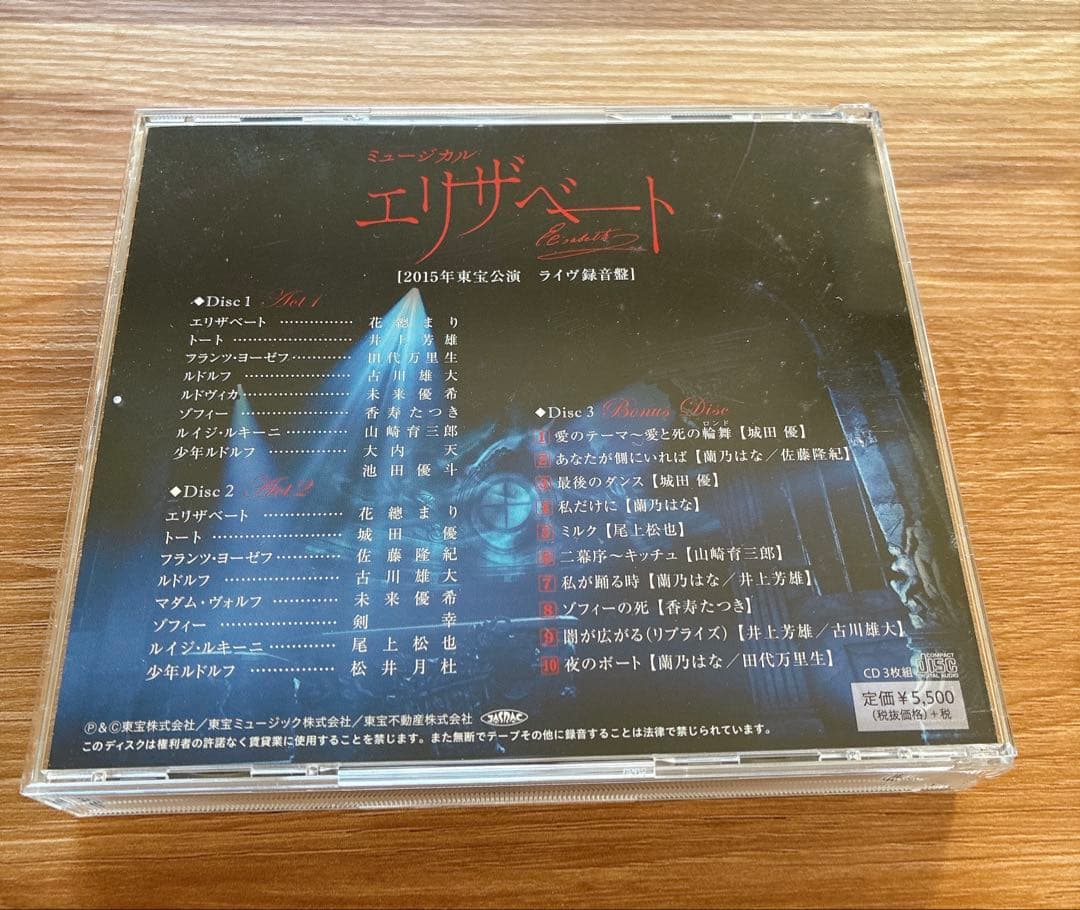 ミュージカル
エリザベート
[2015年東宝公演 ライヴ録音盤]
◆Disc 1 Act 1
エリザベート ……………… 花總まり
トート ……………………… 井上芳雄
フランツ・ヨーゼフ ………… 田代万里生
ルドルフ …………………… 古川雄大
ルドヴィカ ………………… 未来優希
ゾフィー …………………… 香寿たつき
ルイジ・ルキーニ ………… 山崎育三郎
少年ルドルフ ……………… 大内天
池田優斗
◆Disc 2 Act 2
エリザベート ……………… 花總まり
トート ……………………… 城田優
フランツ・ヨーゼフ ………… 佐藤隆紀
ルドルフ …………………… 古川雄大
マダム・ヴォルフ ………… 未来優希
ゾフィー …………………… 剣幸
ルイジ・ルキーニ ………… 尾上松也
少年ルドルフ ……………… 松井月杜
◆Disc 3 Bonus Disc
ロンド
1 愛のテーマ〜愛と死の輪舞【城田 優】
2 あなたが側にいれば【蘭乃はな/佐藤隆紀】
3 最後のダンス【城田 優】
4 私だけに【蘭乃はな】
5 ミルク【尾上松也】
6 二幕序〜キッチュ【山崎育三郎】
7 私が踊る時【蘭乃はな/井上芳雄】
8 ゾフィーの死【香寿たつき】
9 闇が広がる(リプライズ)【井上芳雄/古川雄大】
10 夜のボート【蘭乃はな/田代万里生】
CD 3枚組 COMPACT disc DIGITAL AUDIO
定価¥5,500
(税抜価格)+税
Ⓟ&Ⓒ東宝株式会社/東宝ミュージック株式会社/東宝不動産株式会社 JASRAC
このディスクは権利者の許諾なく賃貸業に使用することを禁じます。また無断でテープその他に録音することは法律で禁じられています。